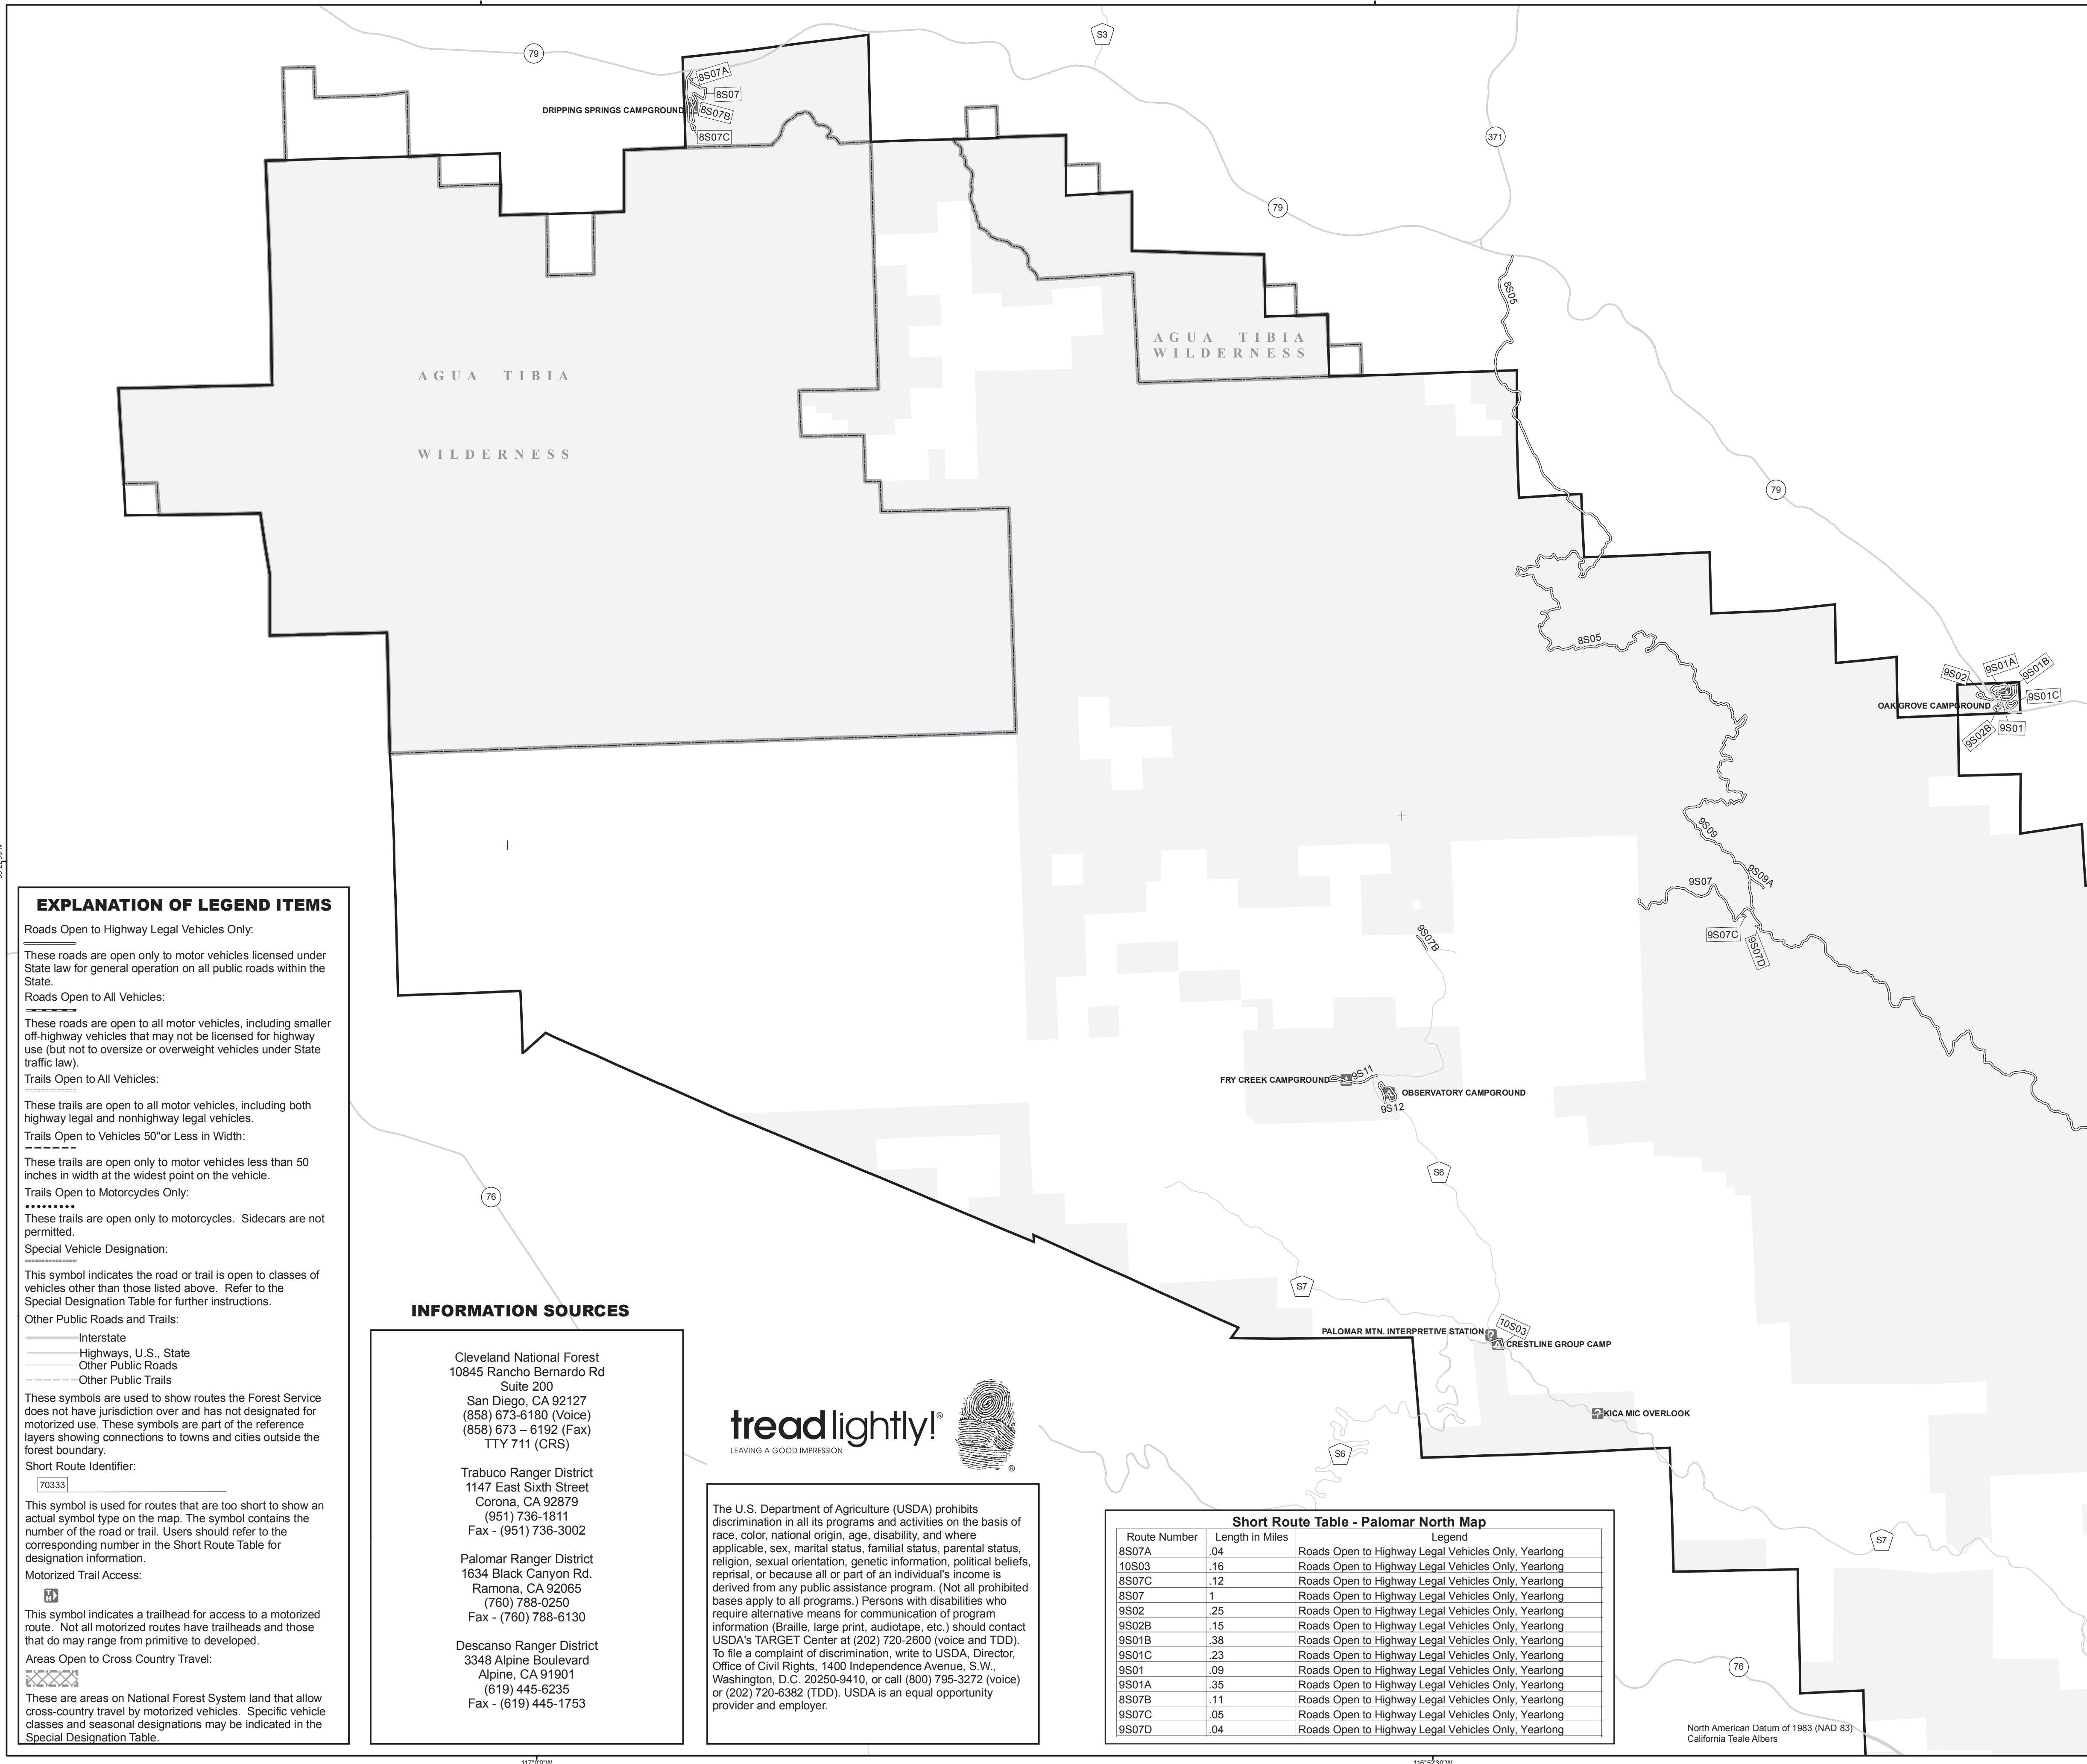 79
S3
8S07A
8S07
DRIPPING SPRINGS CAMPGROUND
8S07B
8S07C
371
79
8S05
AGUA TIBIA
WILDERNESS
AGUA TIBIA
WILDERNESS
79
8S05
9S02
9S01A
9S01B
9S01C
OAK GROVE CAMPGROUND
9S02B
9S01
9S09
9S09A
9S07
9S07C
9S07D
9S07B
FRY CREEK CAMPGROUND
9S11
OBSERVATORY CAMPGROUND
9S12
S6
76
S7
10S03
PALOMAR MTN. INTERPRETIVE STATION
CRESTLINE GROUP CAMP
KICA MIC OVERLOOK
S6
S7
76
EXPLANATION OF LEGEND ITEMS
Roads Open to Highway Legal Vehicles Only:
These roads are open only to motor vehicles licensed under
State law for general operation on all public roads within the
State.
Roads Open to All Vehicles:
These roads are open to all motor vehicles, including smaller
off-highway vehicles that may not be licensed for highway
use (but not to oversize or overweight vehicles under State
traffic law).
Trails Open to All Vehicles:
These trails are open to all motor vehicles, including both
highway legal and nonhighway legal vehicles.
Trails Open to Vehicles 50"or Less in Width:
These trails are open only to motor vehicles less than 50
inches in width at the widest point on the vehicle.
Trails Open to Motorcycles Only:
These trails are open only to motorcycles. Sidecars are not
permitted.
Special Vehicle Designation:
This symbol indicates the road or trail is open to classes of
vehicles other than those listed above. Refer to the
Special Designation Table for further instructions.
Other Public Roads and Trails:
Interstate
Highways, U.S., State
Other Public Roads
Other Public Trails
These symbols are used to show routes the Forest Service
does not have jurisdiction over and has not designated for
motorized use. These symbols are part of the reference
layers showing connections to towns and cities outside the
forest boundary.
Short Route Identifier:
70333
This symbol is used for routes that are too short to show an
actual symbol type on the map. The symbol contains the
number of the road or trail. Users should refer to the
corresponding number in the Short Route Table for
designation information.
Motorized Trail Access:
This symbol indicates a trailhead for access to a motorized
route. Not all motorized routes have trailheads and those
that do may range from primitive to developed.
Areas Open to Cross Country Travel:
These are areas on National Forest System land that allow
cross-country travel by motorized vehicles. Specific vehicle
classes and seasonal designations may be indicated in the
Special Designation Table.
INFORMATION SOURCES
Cleveland National Forest
10845 Rancho Bernardo Rd
Suite 200
San Diego, CA 92127
(858) 673-6180 (Voice)
(858) 673 – 6192 (Fax)
TTY 711 (CRS)
Trabuco Ranger District
1147 East Sixth Street
Corona, CA 92879
(951) 736-1811
Fax - (951) 736-3002
Palomar Ranger District
1634 Black Canyon Rd.
Ramona, CA 92065
(760) 788-0250
Fax - (760) 788-6130
Descanso Ranger District
3348 Alpine Boulevard
Alpine, CA 91901
(619) 445-6235
Fax - (619) 445-1753
treadlightly!®
LEAVING A GOOD IMPRESSION
®
The U.S. Department of Agriculture (USDA) prohibits
discrimination in all its programs and activities on the basis of
race, color, national origin, age, disability, and where
applicable, sex, marital status, familial status, parental status,
religion, sexual orientation, genetic information, political beliefs,
reprisal, or because all or part of an individual's income is
derived from any public assistance program. (Not all prohibited
bases apply to all programs.) Persons with disabilities who
require alternative means for communication of program
information (Braille, large print, audiotape, etc.) should contact
USDA's TARGET Center at (202) 720-2600 (voice and TDD).
To file a complaint of discrimination, write to USDA, Director,
Office of Civil Rights, 1400 Independence Avenue, S.W.,
Washington, D.C. 20250-9410, or call (800) 795-3272 (voice)
or (202) 720-6382 (TDD). USDA is an equal opportunity
provider and employer.
Short Route Table - Palomar North Map
Route Number Length in Miles Legend
8S07A .04 Roads Open to Highway Legal Vehicles Only, Yearlong
10S03 .16 Roads Open to Highway Legal Vehicles Only, Yearlong
8S07C .12 Roads Open to Highway Legal Vehicles Only, Yearlong
8S07 1 Roads Open to Highway Legal Vehicles Only, Yearlong
9S02 .25 Roads Open to Highway Legal Vehicles Only, Yearlong
9S02B .15 Roads Open to Highway Legal Vehicles Only, Yearlong
9S01B .38 Roads Open to Highway Legal Vehicles Only, Yearlong
9S01C .23 Roads Open to Highway Legal Vehicles Only, Yearlong
9S01 .09 Roads Open to Highway Legal Vehicles Only, Yearlong
9S01A .35 Roads Open to Highway Legal Vehicles Only, Yearlong
8S07B .11 Roads Open to Highway Legal Vehicles Only, Yearlong
9S07C .05 Roads Open to Highway Legal Vehicles Only, Yearlong
9S07D .04 Roads Open to Highway Legal Vehicles Only, Yearlong
North American Datum of 1983 (NAD 83)
California Teale Albers